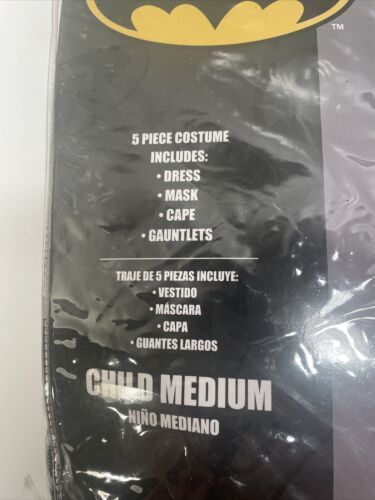 TM
5 PIECE COSTUME
INCLUDES:
• DRESS
• MASK
• CAPE
• GAUNTLETS
TRAJE DE 5 PIEZAS INCLUYE:
• VESTIDO
• MÁSCARA
• CAPA
• GUANTES LARGOS
CHILD MEDIUM
NIÑO MEDIANO